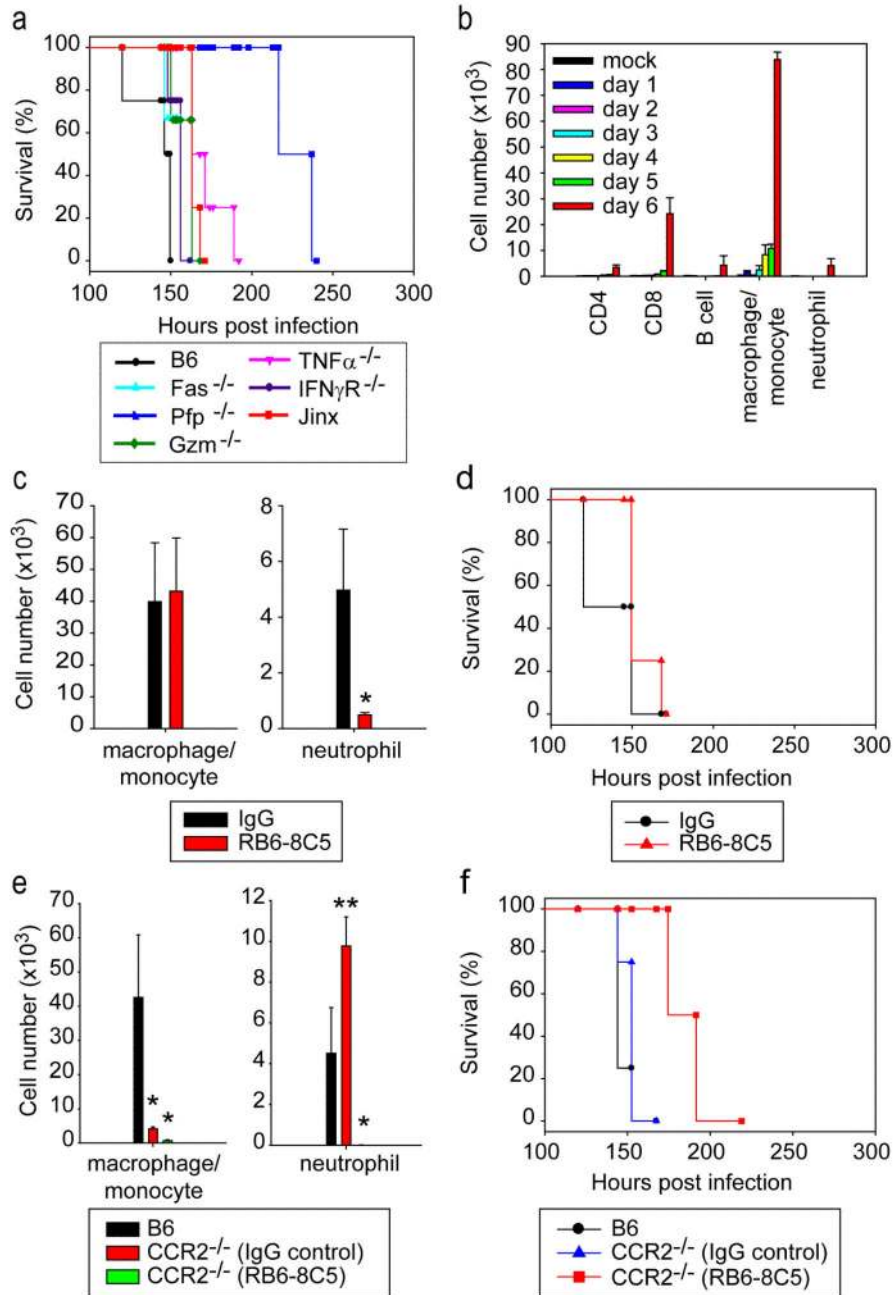 a
Survival (%)
100
80
60
40
20
0
100 150 200 250 300
Hours post infection
B6
Fas -/-
Pfp -/-
Gzm -/-
TNFα -/-
IFNγR -/-
Jinx
b
Cell number (x10³)
90
80
70
60
50
40
30
20
10
0
mock
day 1
day 2
day 3
day 4
day 5
day 6
CD4
CD8
B cell
macrophage/
monocyte
neutrophil
c
Cell number (x10³)
70
60
50
40
30
20
10
0
macrophage/
monocyte
8
6
4
2
0
*
neutrophil
IgG
RB6-8C5
d
Survival (%)
100
80
60
40
20
0
100 150 200 250 300
Hours post infection
IgG
RB6-8C5
e
Cell number (x10³)
70
60
50
40
30
20
10
0
* *
macrophage/
monocyte
12
10
8
6
4
2
0
**
*
neutrophil
B6
CCR2-/- (IgG control)
CCR2-/- (RB6-8C5)
f
Survival (%)
100
80
60
40
20
0
100 150 200 250 300
Hours post infection
B6
CCR2-/- (IgG control)
CCR2-/- (RB6-8C5)